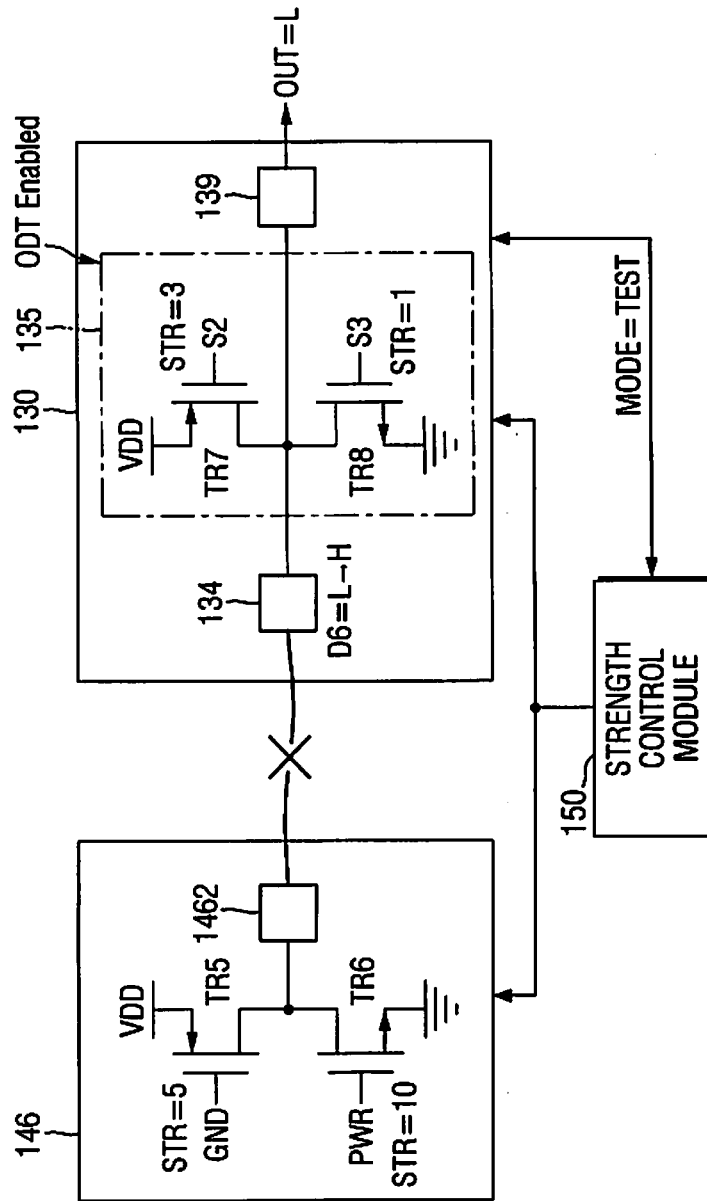 146
VDD
STR=5
GND
TR5
1462
PWR
STR=10
TR6
130
135
ODT Enabled
VDD
STR=3
S2
TR7
134
D6=L→H
139
OUT=L
TR8
S3
STR=1
150
STRENGTH
CONTROL
MODULE
MODE=TEST